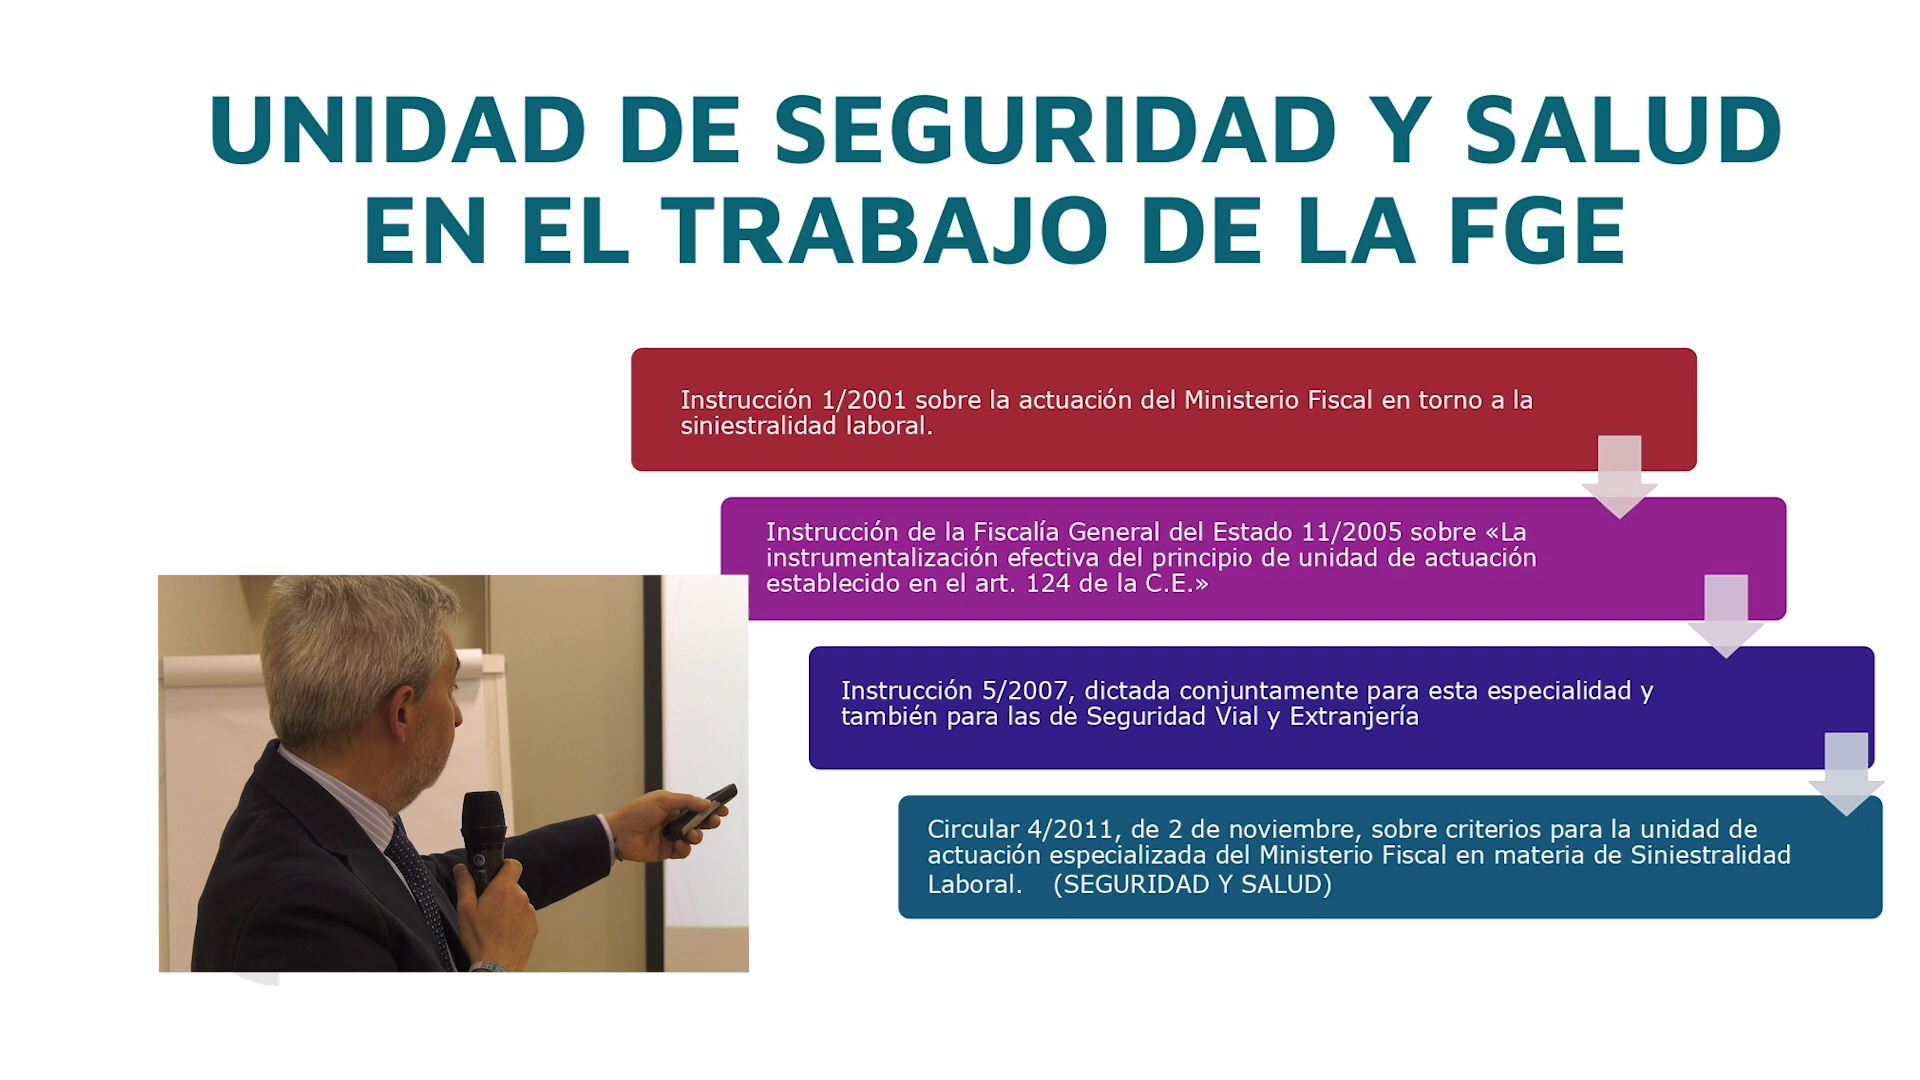 UNIDAD DE SEGURIDAD Y SALUD
EN EL TRABAJO DE LA FGE
Instrucción 1/2001 sobre la actuación del Ministerio Fiscal en torno a la
siniestralidad laboral.
Instrucción de la Fiscalía General del Estado 11/2005 sobre «La
instrumentalización efectiva del principio de unidad de actuación
establecido en el art. 124 de la C.E.»
Instrucción 5/2007, dictada conjuntamente para esta especialidad y
también para las de Seguridad Vial y Extranjería
Circular 4/2011, de 2 de noviembre, sobre criterios para la unidad de
actuación especializada del Ministerio Fiscal en materia de Siniestralidad
Laboral. (SEGURIDAD Y SALUD)